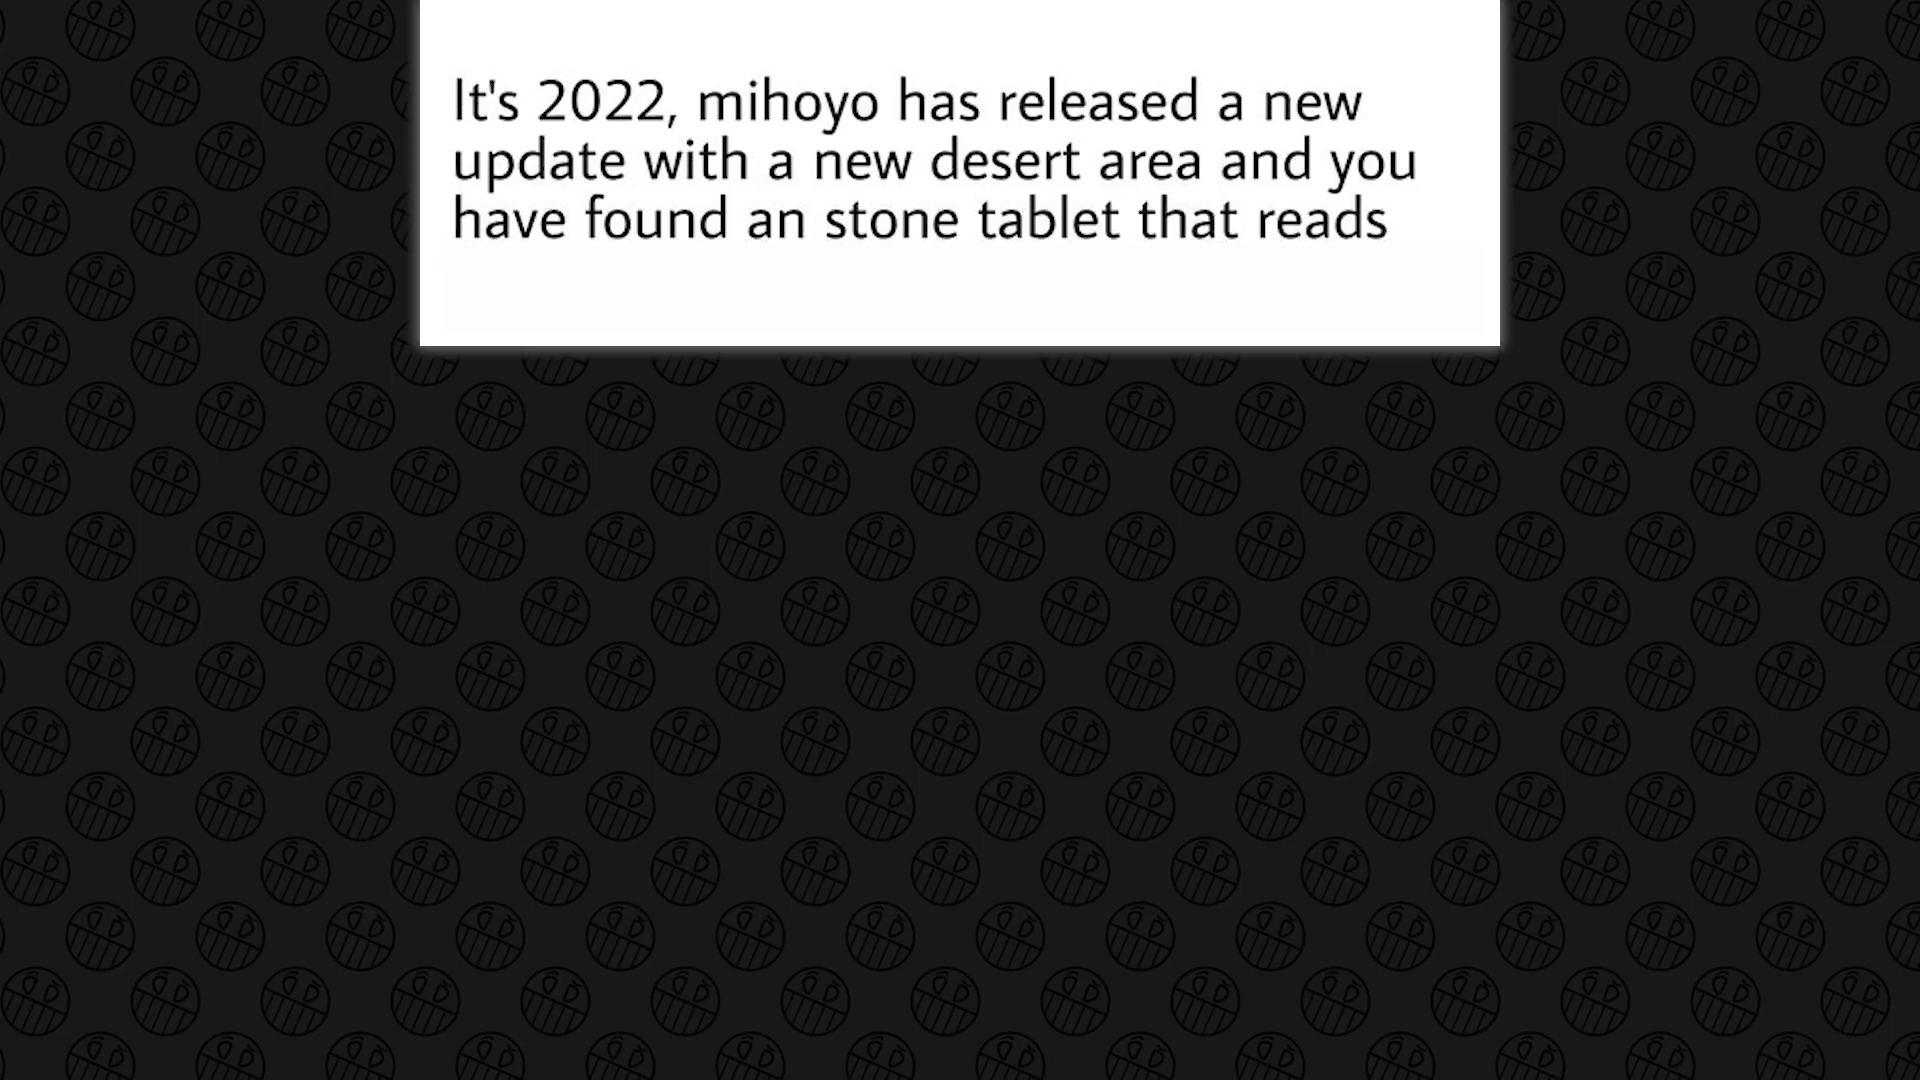 It's 2022, mihoyo has released a new
update with a new desert area and you
have found an stone tablet that reads